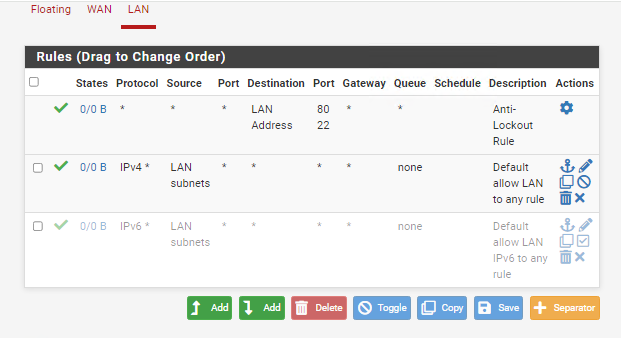 Floating WAN LAN
Rules (Drag to Change Order)
States Protocol Source Port Destination Port Gateway Queue Schedule Description Actions
0/0 B * * * LAN Address 80 22 * * Anti-Lockout Rule
0/0 B IPv4 * LAN subnets * * * * none Default allow LAN to any rule
0/0 B IPv6 * LAN subnets * * * * none Default allow LAN IPv6 to any rule
Add Add Delete Toggle Copy Save Separator